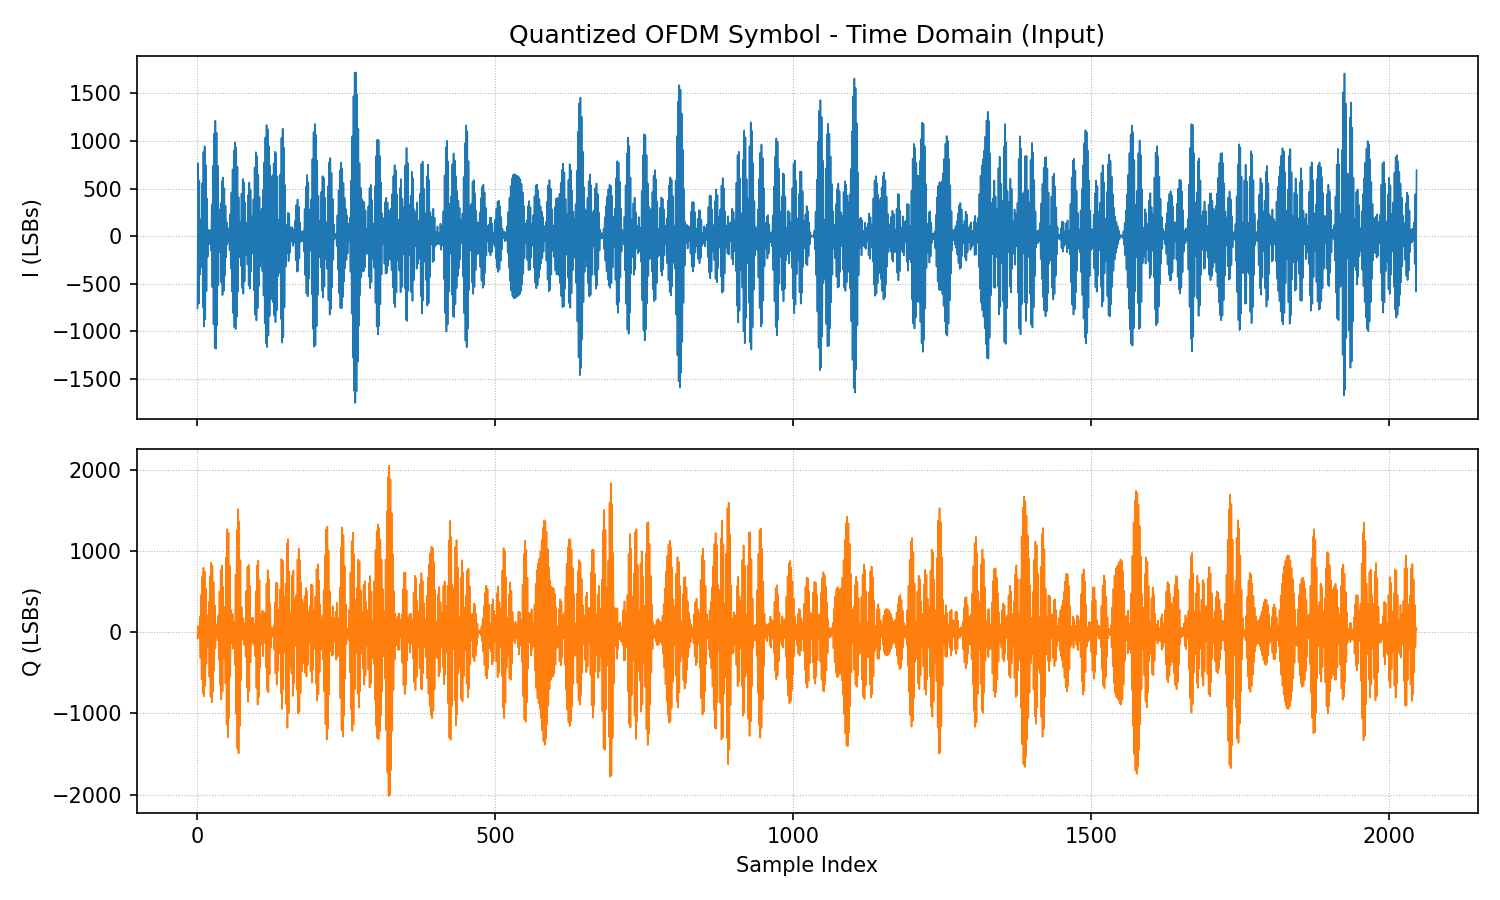 Quantized OFDM Symbol - Time Domain (Input)
I (LSBs)
1500
1000
500
0
−500
−1000
−1500
Q (LSBs)
2000
1000
0
−1000
−2000
0 500 1000 1500 2000
Sample Index